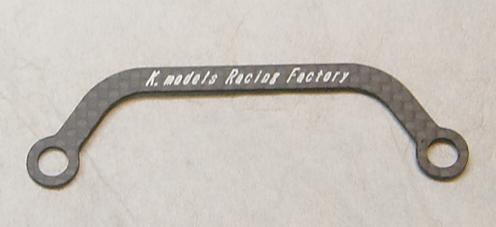 K.models Racing Factory